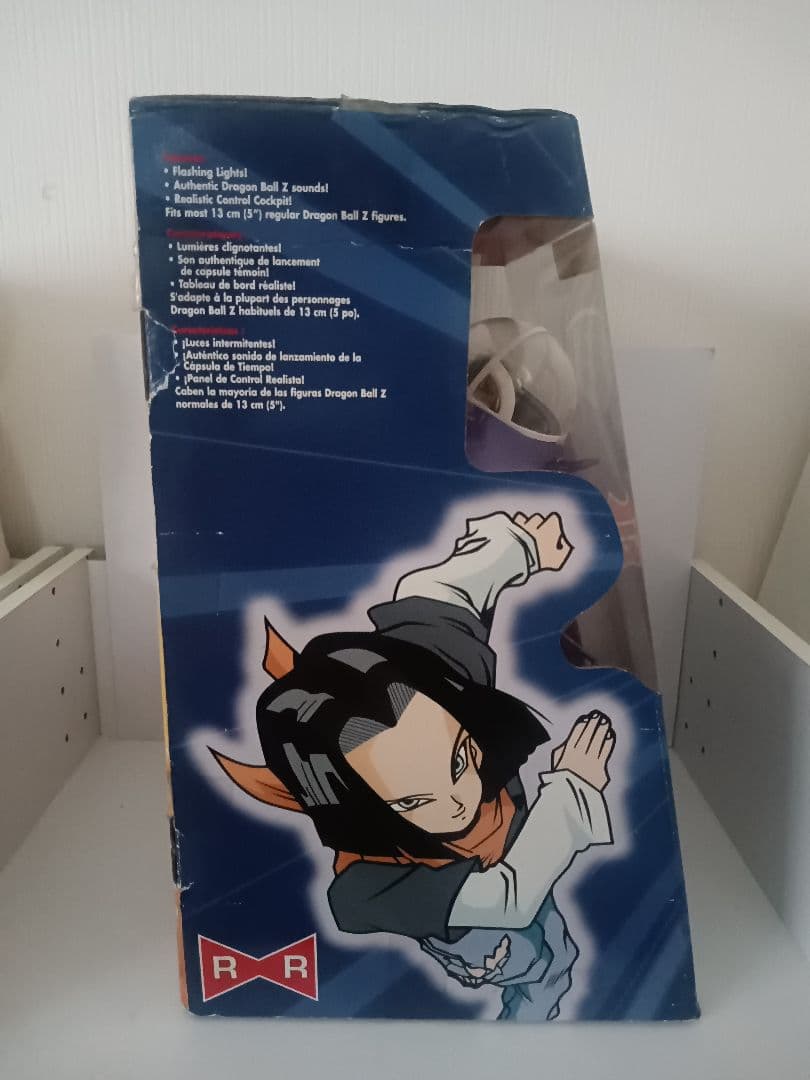 • Flashing Lights!
• Authentic Dragon Ball Z sounds!
• Realistic Control Cockpit!
Fits most 13 cm (5") regular Dragon Ball Z figures.
• Lumières clignotantes!
• Son authentique de lancement
de capsule témoin!
• Tableau de bord réaliste!
S'adapte à la plupart des personnages
Dragon Ball Z habituels de 13 cm (5 po).
• ¡Luces intermitentes!
• ¡Auténtico sonido de lanzamiento de la
Cápsula de Tiempo!
• ¡Panel de Control Realista!
Caben la mayoría de las figuras Dragon Ball Z
normales de 13 cm (5").
R R